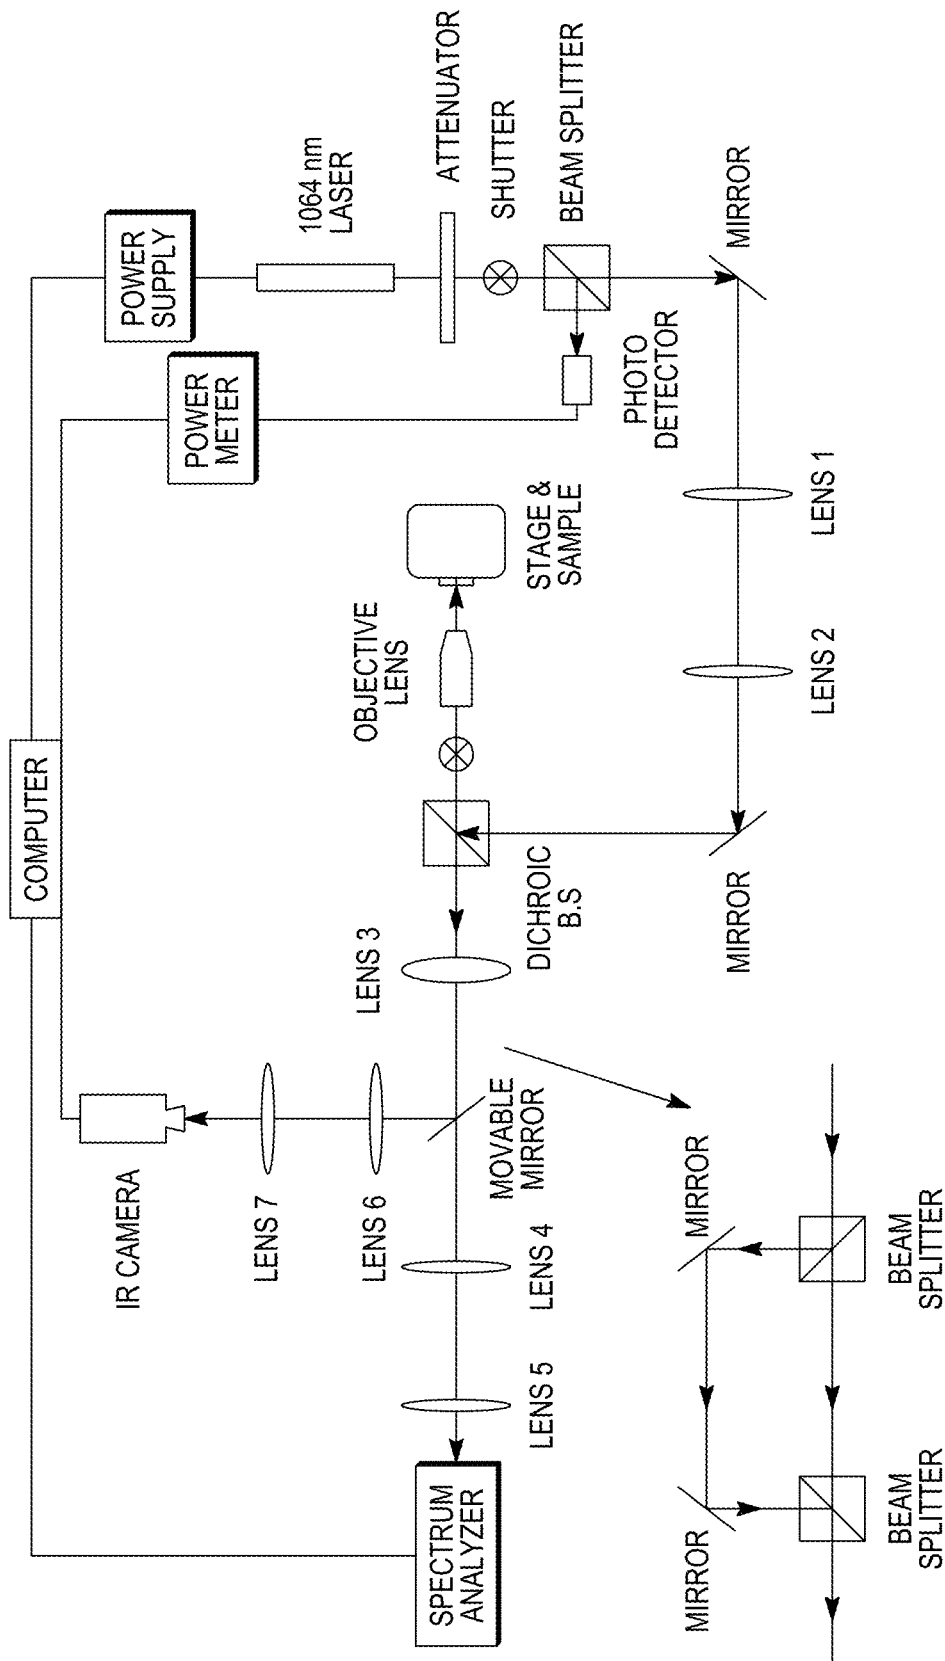 COMPUTER
POWER
SUPPLY
POWER
METER
1064 nm
LASER
ATTENUATOR
SHUTTER
BEAM SPLITTER
MIRROR
PHOTO
DETECTOR
LENS 1
LENS 2
MIRROR
STAGE &
SAMPLE
OBJECTIVE
LENS
DICHROIC
B.S
LENS 3
MOVABLE
MIRROR
LENS 6
LENS 7
IR CAMERA
LENS 4
LENS 5
SPECTRUM
ANALYZER
MIRROR
MIRROR
BEAM
SPLITTER
BEAM
SPLITTER